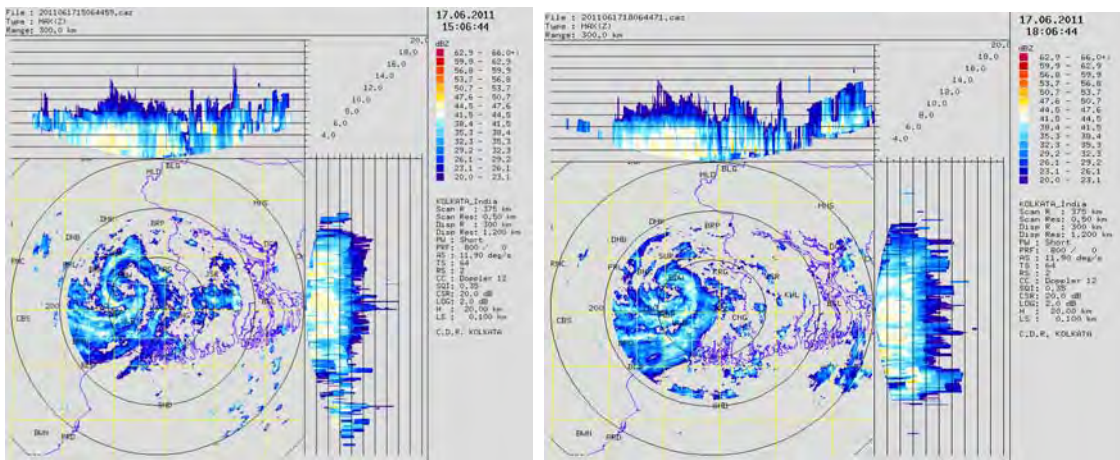 File : 2011061715064459.caz
Type : MAX(Z)
Range: 300.0 km
20.0
18.0
16.0
14.0
12.0
10.0
8.0
6.0
4.0
BLG
MLD
MHS
DMK
BRP
DHB
200
CBS
SHD
BWN
PRD
17.06.2011
15:06:44
dBZ
62.9 - 66.0+)
59.9 - 62.9
56.8 - 59.9
53.7 - 56.8
50.7 - 53.7
47.6 - 50.7
44.5 - 47.6
41.5 - 44.5
38.4 - 41.5
35.3 - 38.4
32.3 - 35.3
29.2 - 32.3
26.1 - 29.2
23.1 - 26.1
20.0 - 23.1
KOLKATA_India
Scan R : 375 km
Scan Res: 0,50 km
Disp R : 300 km
Disp Res: 1,200 km
PW : Short
PRF: 800 / 0
AS : 11,90 deg/s
TS : 64
RS : 2
CC : Doppler 12
SQI: 0,35
CSR: 20.0 dB
LOG: 2.0 dB
H : 20,00 km
LS : 0,100 km
C.D.R. KOLKATA
File : 2011061718064471.caz
Type : MAX(Z)
Range: 300.0 km
20.0
18.0
16.0
14.0
12.0
10.0
8.0
6.0
4.0
BLG
MLD
MHS
DMK
BRP
DHB
SUR
KRG
KWL
CHG
200
CBS
SHD
BWN
PRD
17.06.2011
18:06:44
dBZ
62.9 - 66.0+)
59.9 - 62.9
56.8 - 59.9
53.7 - 56.8
50.7 - 53.7
47.6 - 50.7
44.5 - 47.6
41.5 - 44.5
38.4 - 41.5
35.3 - 38.4
32.3 - 35.3
29.2 - 32.3
26.1 - 29.2
23.1 - 26.1
20.0 - 23.1
KOLKATA_India
Scan R : 375 km
Scan Res: 0,50 km
Disp R : 300 km
Disp Res: 1,200 km
PW : Short
PRF: 800 / 0
AS : 11,90 deg/s
TS : 64
RS : 2
CC : Doppler 12
SQI: 0,35
CSR: 20.0 dB
LOG: 2.0 dB
H : 20,00 km
LS : 0,100 km
C.D.R. KOLKATA